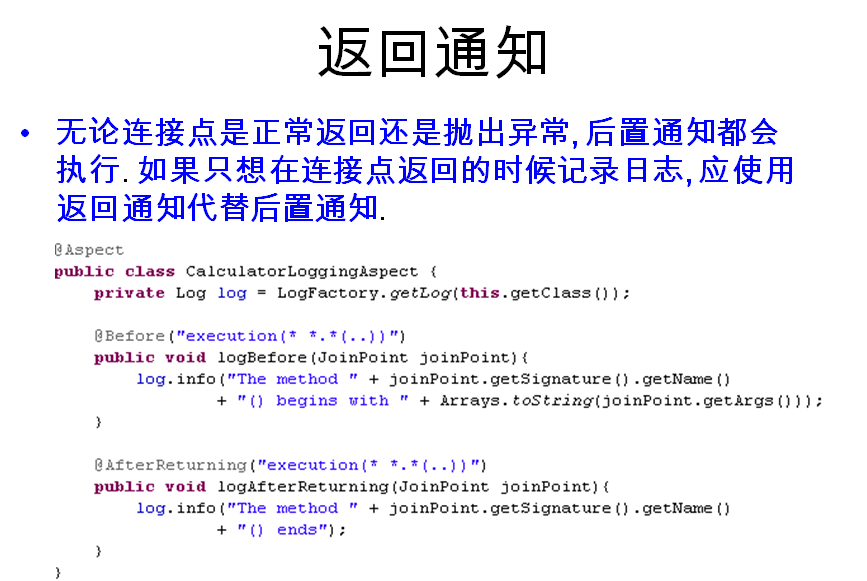 返回通知
• 无论连接点是正常返回还是抛出异常, 后置通知都会
执行. 如果只想在连接点返回的时候记录日志, 应使用
返回通知代替后置通知.
@Aspect
public class CalculatorLoggingAspect {
    private Log log = LogFactory.getLog(this.getClass());

    @Before("execution(* *.*(..))")
    public void logBefore(JoinPoint joinPoint){
        log.info("The method " + joinPoint.getSignature().getName()
                + "() begins with " + Arrays.toString(joinPoint.getArgs()));
    }

    @AfterReturning("execution(* *.*(..))")
    public void logAfterReturning(JoinPoint joinPoint){
        log.info("The method " + joinPoint.getSignature().getName()
                + "() ends");
    }
}